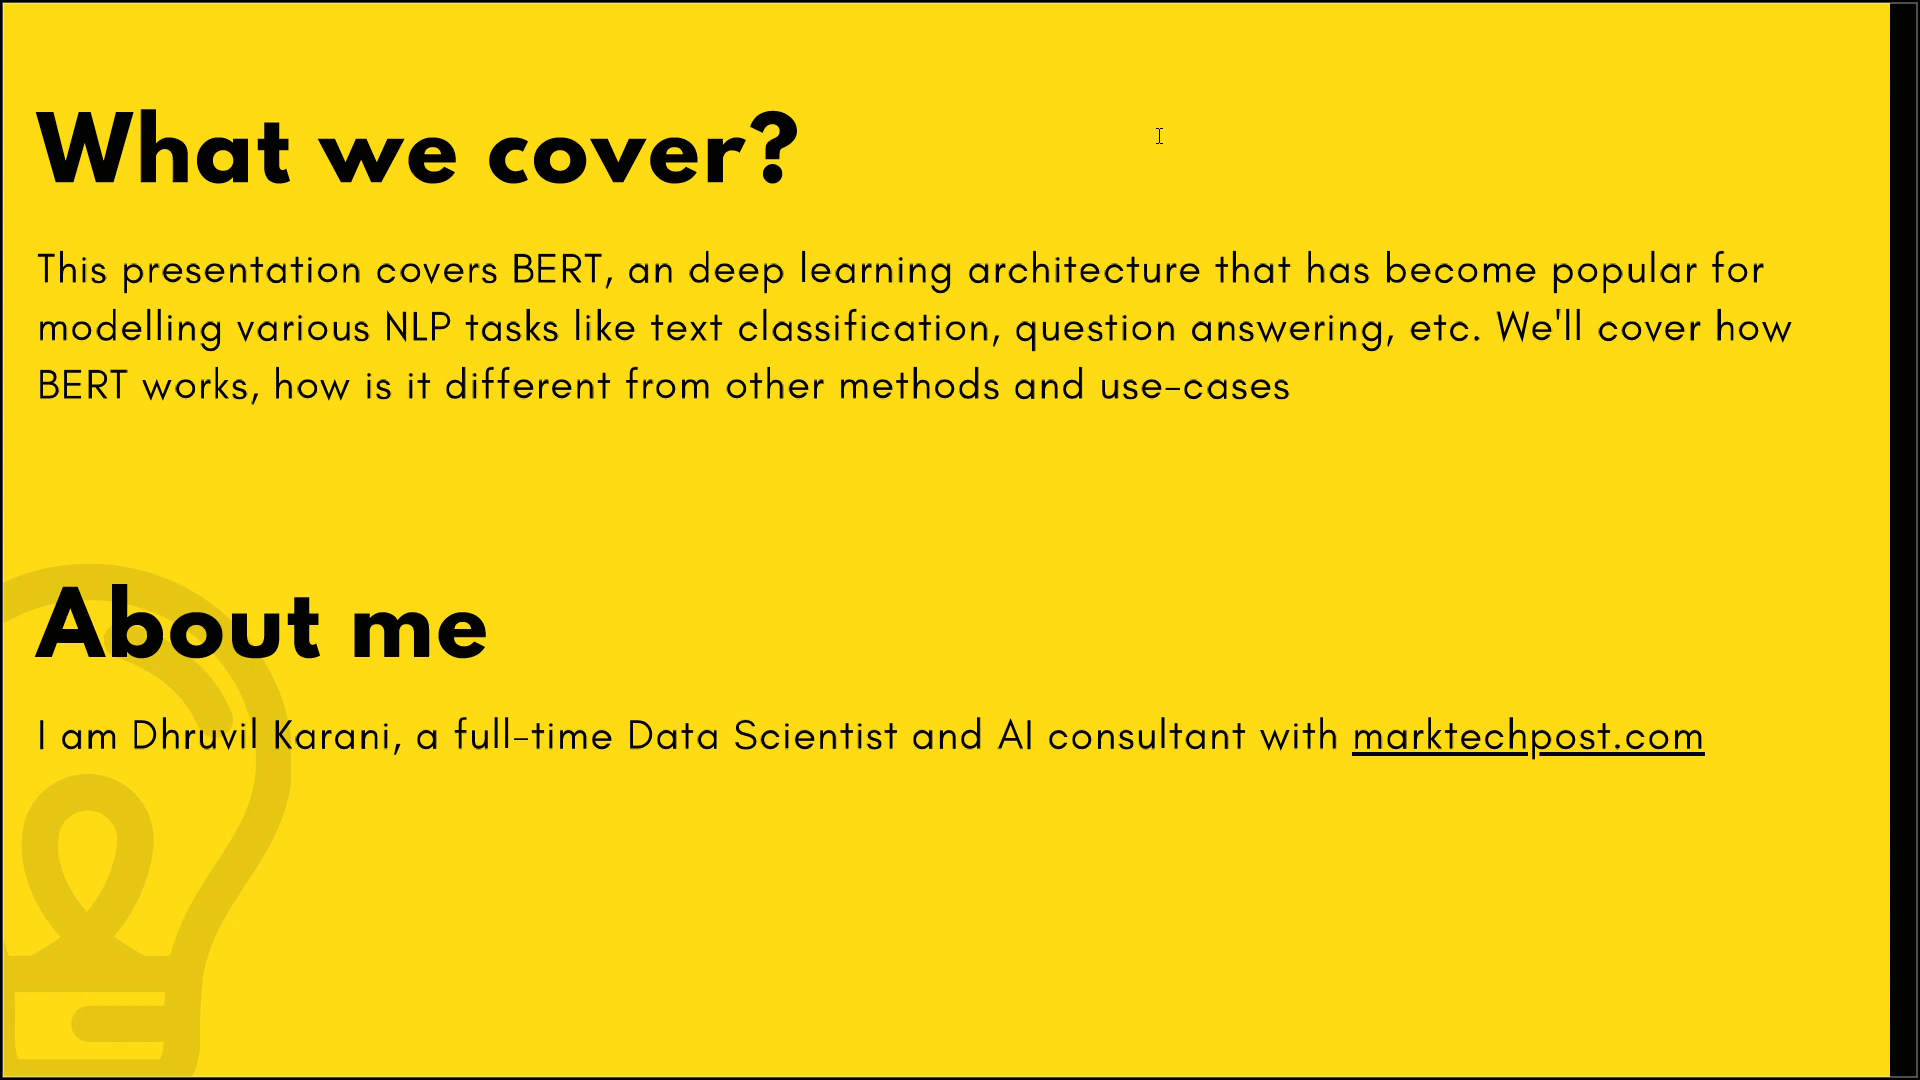 What we cover?
This presentation covers BERT, an deep learning architecture that has become popular for
modelling various NLP tasks like text classification, question answering, etc. We'll cover how
BERT works, how is it different from other methods and use-cases
About me
I am Dhruvil Karani, a full-time Data Scientist and AI consultant with marktechpost.com